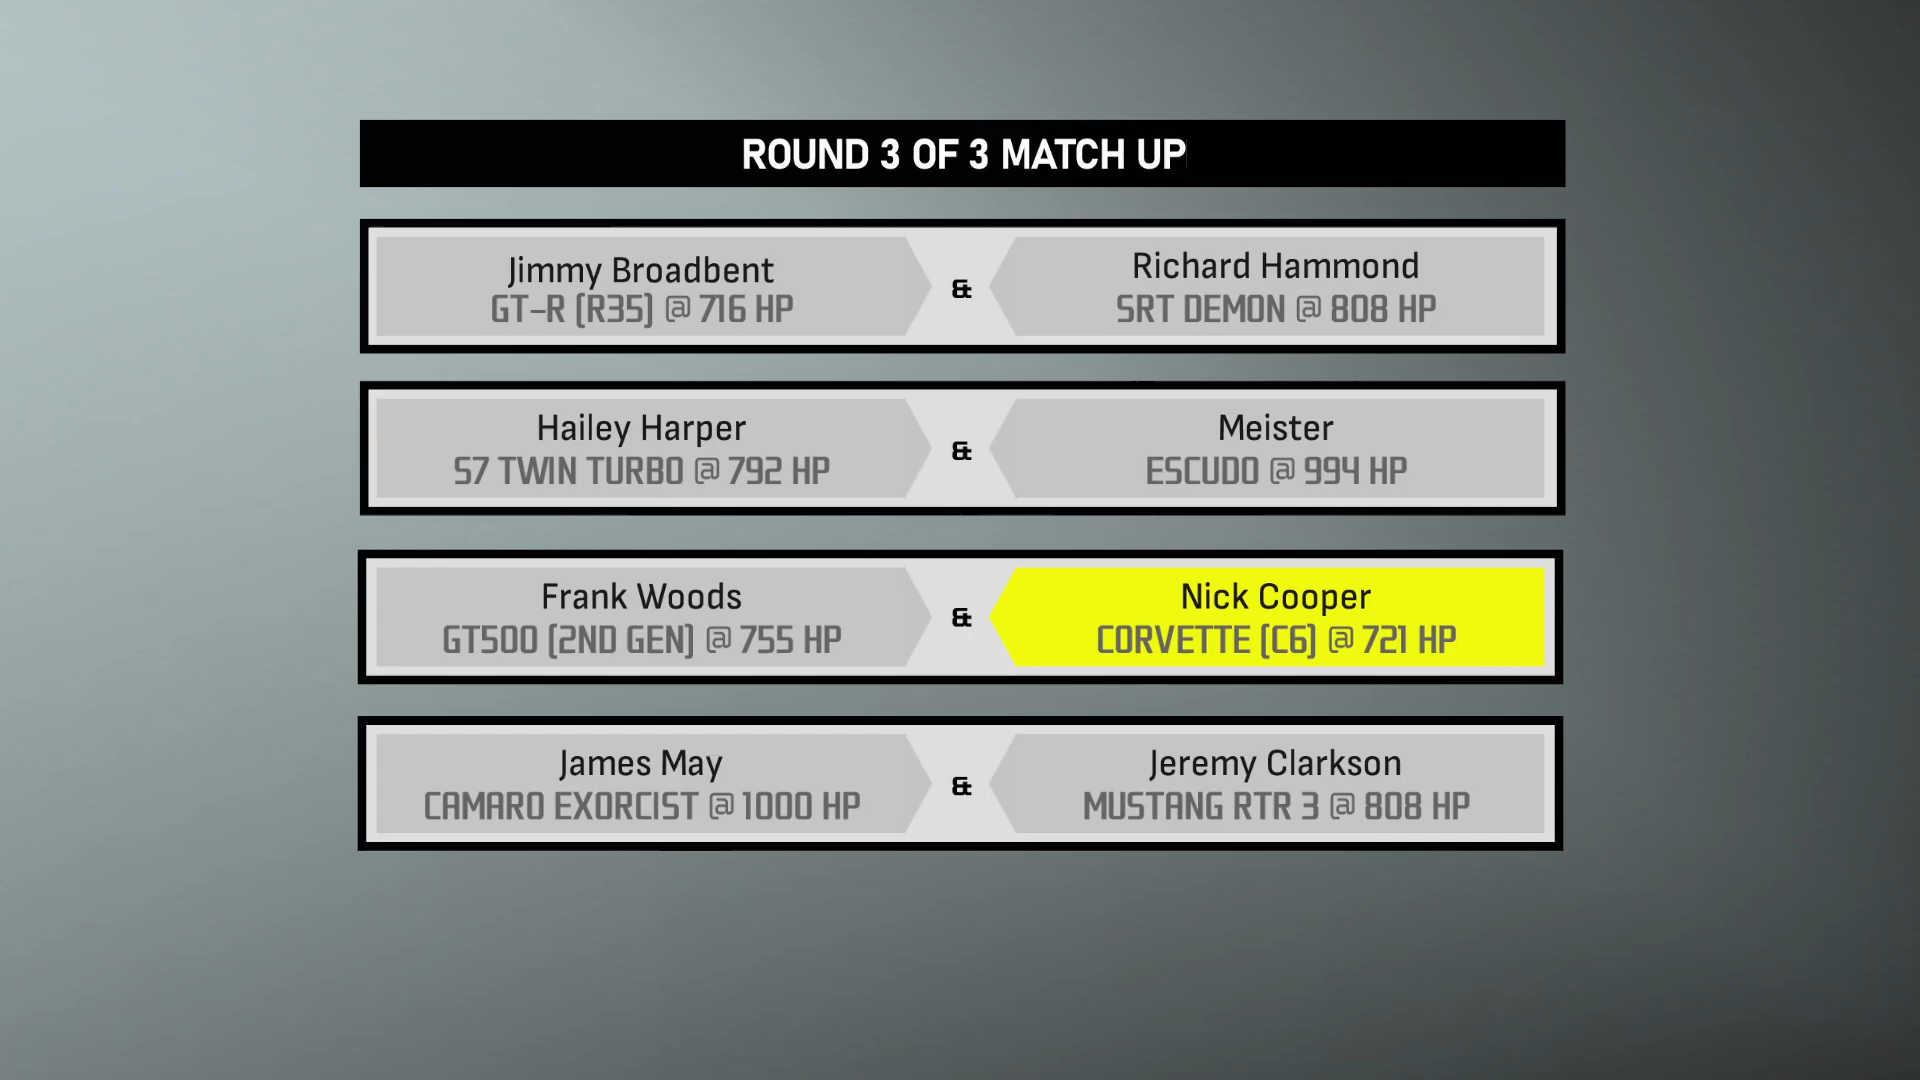 ROUND 3 OF 3 MATCH UP
Jimmy Broadbent
GT-R [R35] @ 716 HP
&
Richard Hammond
SRT DEMON @ 808 HP
Hailey Harper
S7 TWIN TURBO @ 792 HP
&
Meister
ESCUDO @ 994 HP
Frank Woods
GT500 [2ND GEN] @ 755 HP
&
Nick Cooper
CORVETTE [C6] @ 721 HP
James May
CAMARO EXORCIST @ 1000 HP
&
Jeremy Clarkson
MUSTANG RTR 3 @ 808 HP